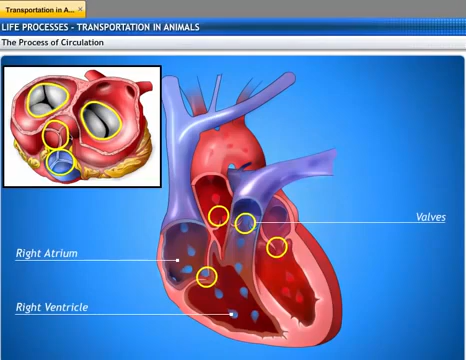 Transportation in A...
LIFE PROCESSES - TRANSPORTATION IN ANIMALS
The Process of Circulation
Valves
Right Atrium
Right Ventricle